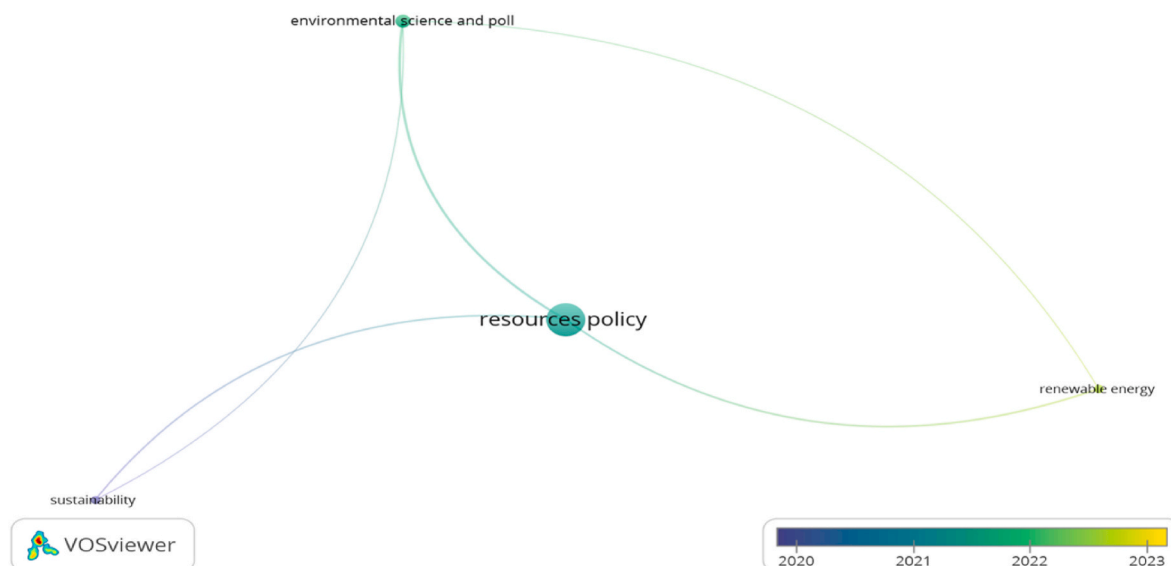 environmental science and poll
resources policy
renewable energy
sustainability
VOSviewer
2020 2021 2022 2023